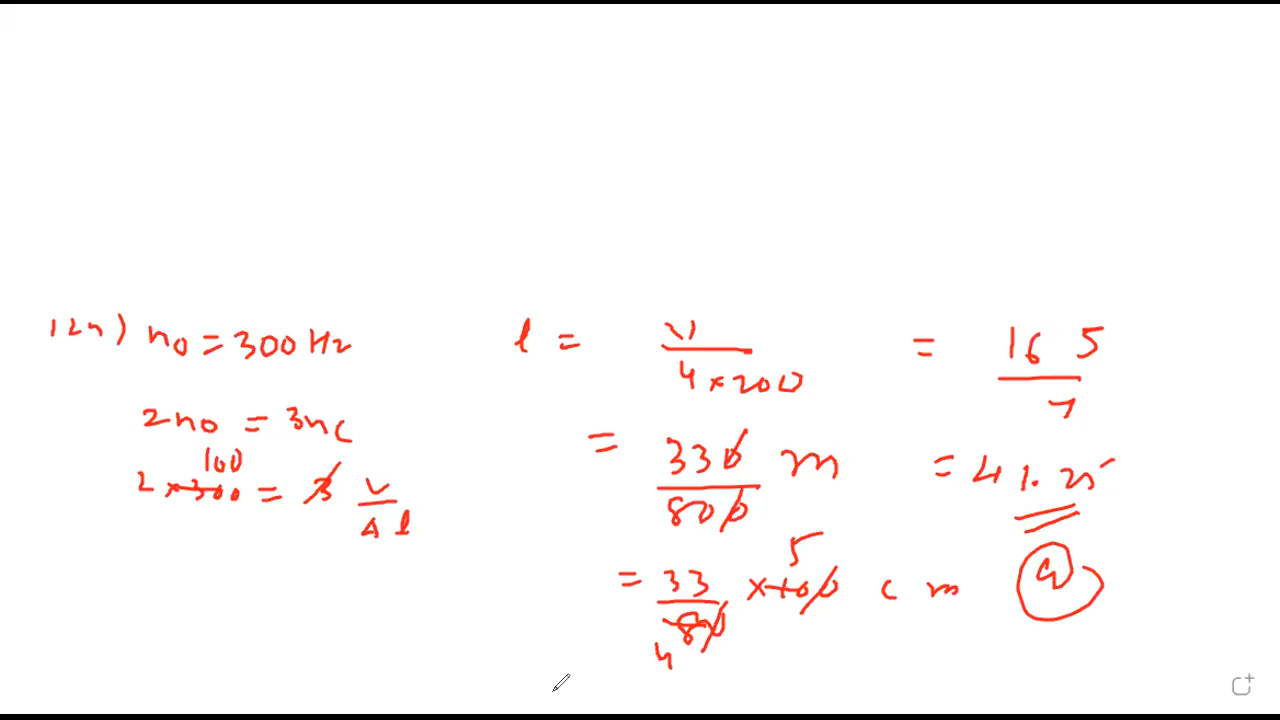 12n) n0 = 300 Hz
2n0 = 3nc
100
2 × 300 = 3 v/4l
l = v/4×200
= 330/800 m
5
= 33/80 × 100 cm
4
= 165/4
= 41.25